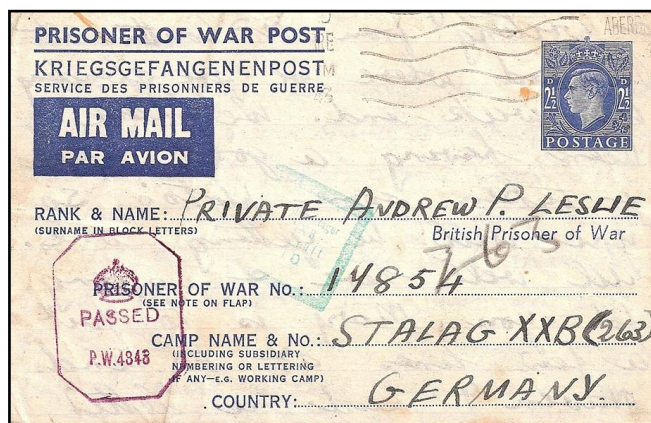 PRISONER OF WAR POST
KRIEGSGEFANGENENPOST
SERVICE DES PRISONNIERS DE GUERRE
AIR MAIL
PAR AVION
D 2½ D 2½
POSTAGE
RANK & NAME: PRIVATE ANDREW P. LESLIE
(SURNAME IN BLOCK LETTERS) British Prisoner of War
PRISONER OF WAR No.: 14854
(SEE NOTE ON FLAP)
PASSED
P.W.4843
CAMP NAME & No.: STALAG XXB (263)
(INCLUDING SUBSIDIARY
NUMBERING OR LETTERING
IF ANY—E.G. WORKING CAMP)
COUNTRY: GERMANY.